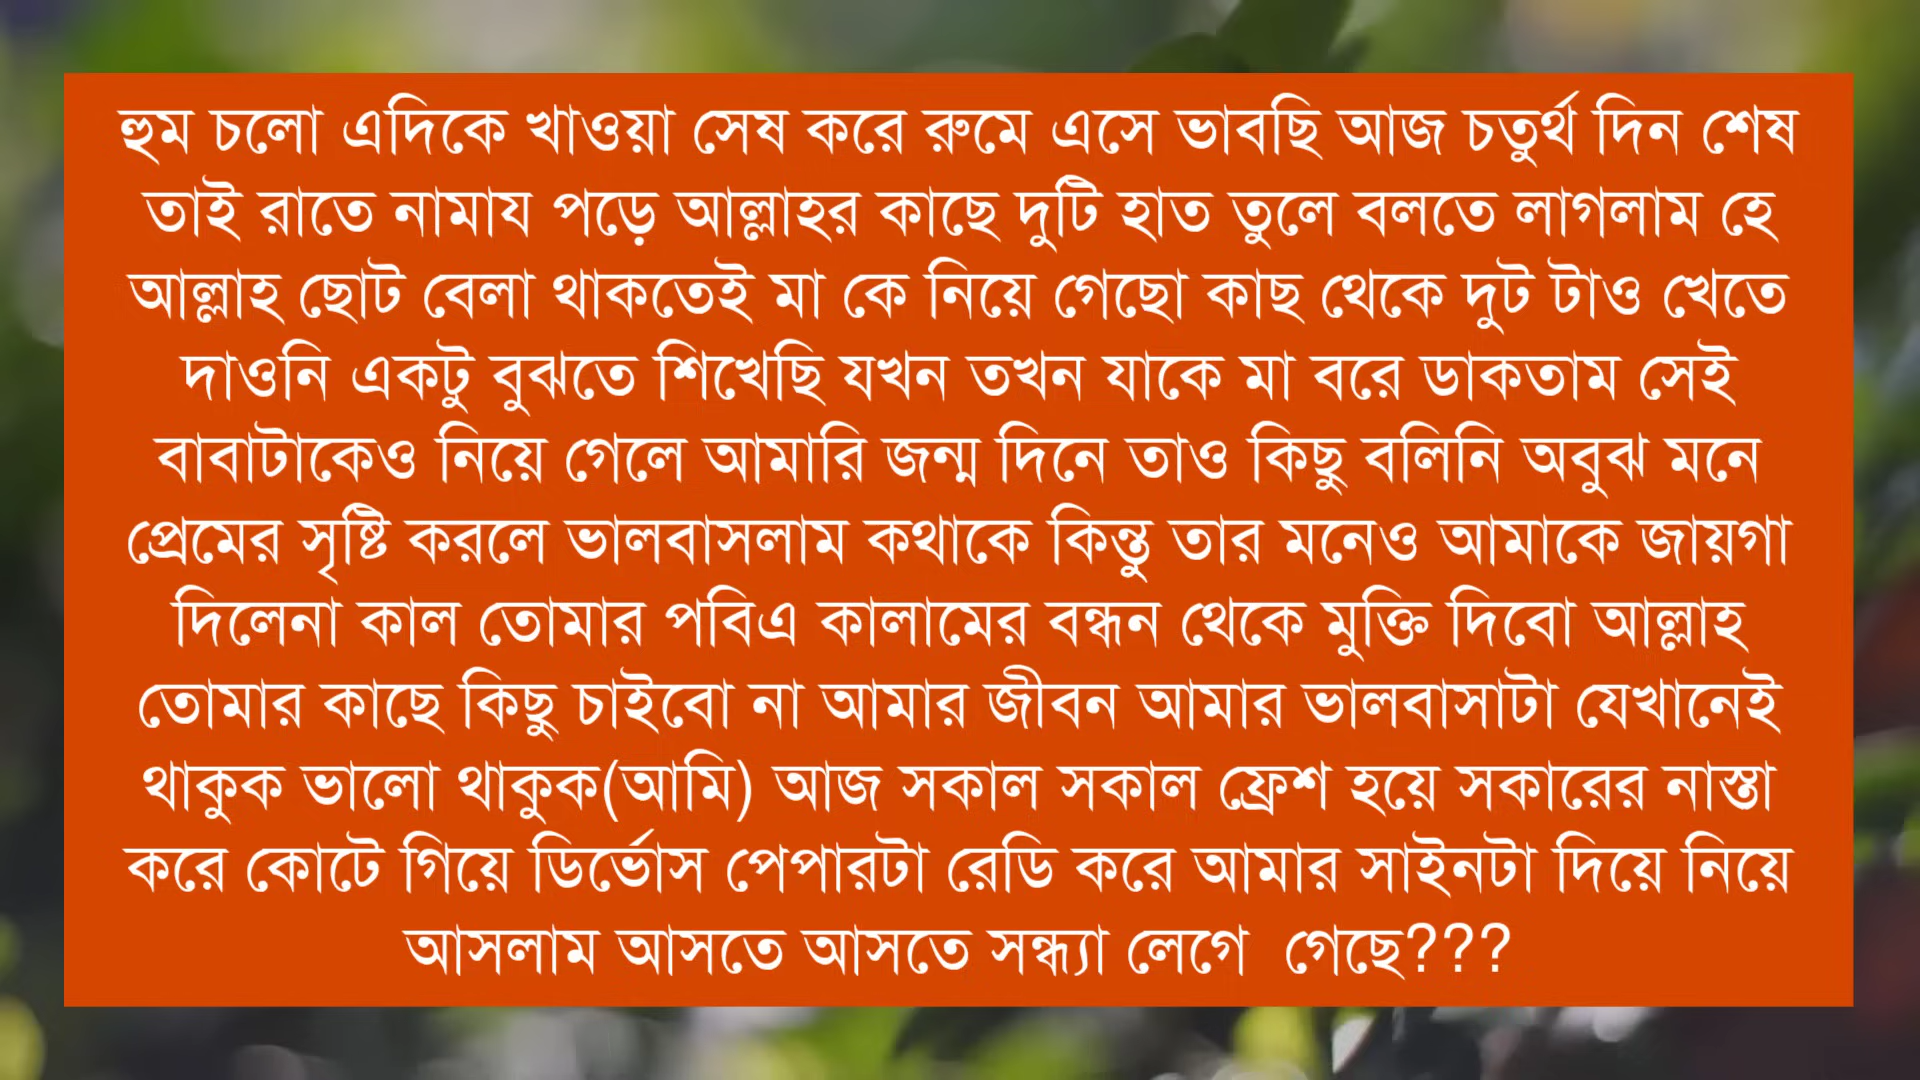 হুম চলো এদিকে খাওয়া সেষ করে রুমে এসে ভাবছি আজ চতুর্থ দিন শেষ
তাই রাতে নামায পড়ে আল্লাহর কাছে দুটি হাত তুলে বলতে লাগলাম হে
আল্লাহ ছোট বেলা থাকতেই মা কে নিয়ে গেছো কাছ থেকে দুট টাও খেতে
দাওনি একটু বুঝতে শিখেছি যখন তখন যাকে মা বরে ডাকতাম সেই
বাবাটাকেও নিয়ে গেলে আমারি জন্ম দিনে তাও কিছু বলিনি অবুঝ মনে
প্রেমের সৃষ্টি করলে ভালবাসলাম কথাকে কিন্তু তার মনেও আমাকে জায়গা
দিলেনা কাল তোমার পবিএ কালামের বন্ধন থেকে মুক্তি দিবো আল্লাহ
তোমার কাছে কিছু চাইবো না আমার জীবন আমার ভালবাসাটা যেখানেই
থাকুক ভালো থাকুক(আমি) আজ সকাল সকাল ফ্রেশ হয়ে সকারের নাস্তা
করে কোটে গিয়ে ডির্ভোস পেপারটা রেডি করে আমার সাইনটা দিয়ে নিয়ে
আসলাম আসতে আসতে সন্ধ্যা লেগে গেছে???